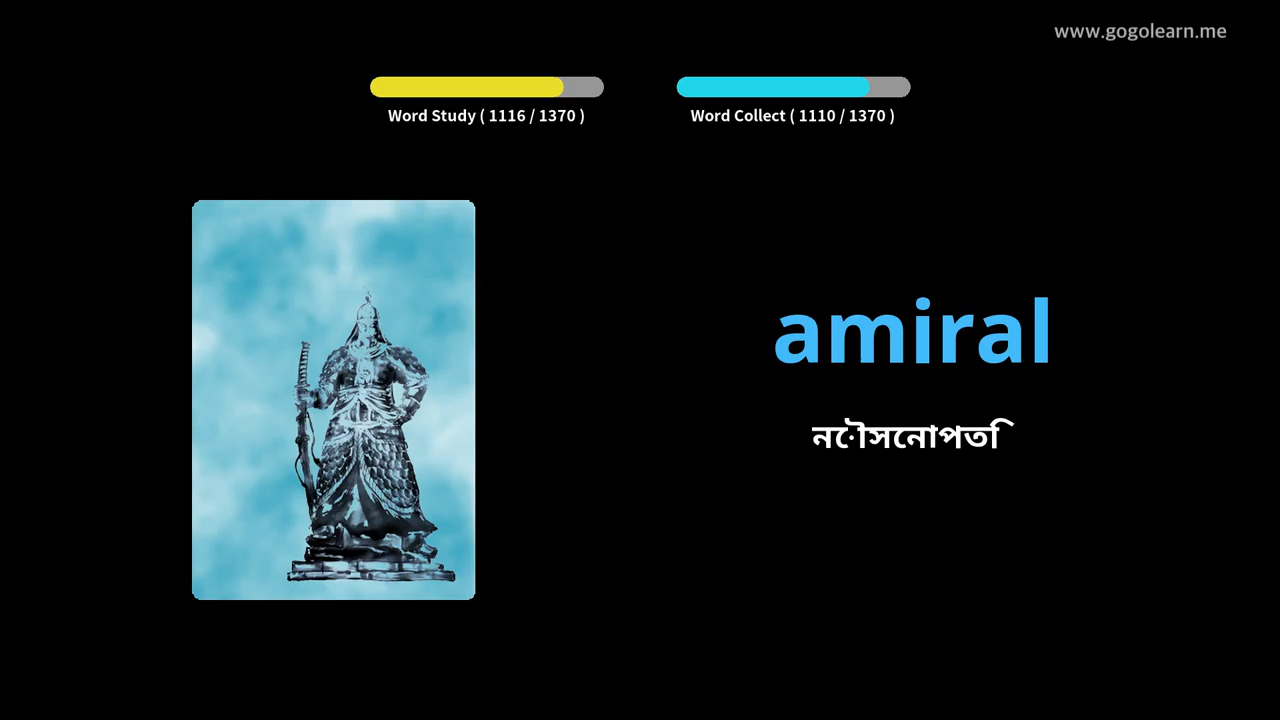 www.gogolearn.me
Word Study ( 1116 / 1370 )
Word Collect ( 1110 / 1370 )
amiral
নৌসেনাপতি